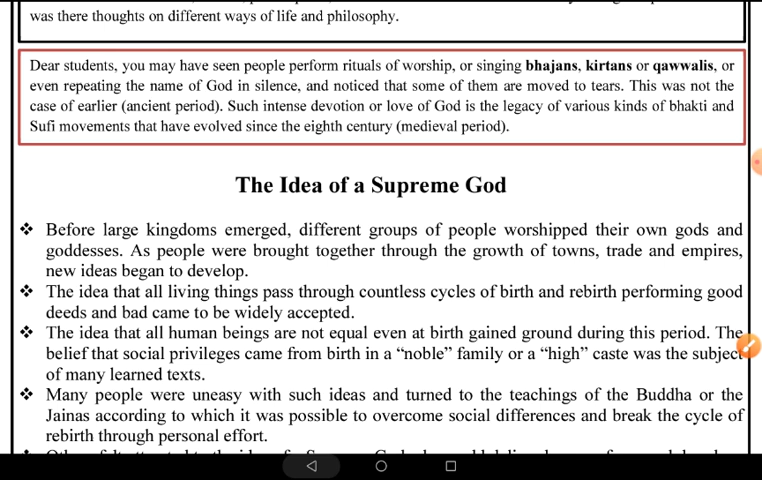 was there thoughts on different ways of life and philosophy.
Dear students, you may have seen people perform rituals of worship, or singing bhajans, kirtans or qawwalis, or
even repeating the name of God in silence, and noticed that some of them are moved to tears. This was not the
case of earlier (ancient period). Such intense devotion or love of God is the legacy of various kinds of bhakti and
Sufi movements that have evolved since the eighth century (medieval period).
The Idea of a Supreme God
❖ Before large kingdoms emerged, different groups of people worshipped their own gods and
goddesses. As people were brought together through the growth of towns, trade and empires,
new ideas began to develop.
❖ The idea that all living things pass through countless cycles of birth and rebirth performing good
deeds and bad came to be widely accepted.
❖ The idea that all human beings are not equal even at birth gained ground during this period. The
belief that social privileges came from birth in a “noble” family or a “high” caste was the subject
of many learned texts.
❖ Many people were uneasy with such ideas and turned to the teachings of the Buddha or the
Jainas according to which it was possible to overcome social differences and break the cycle of
rebirth through personal effort.